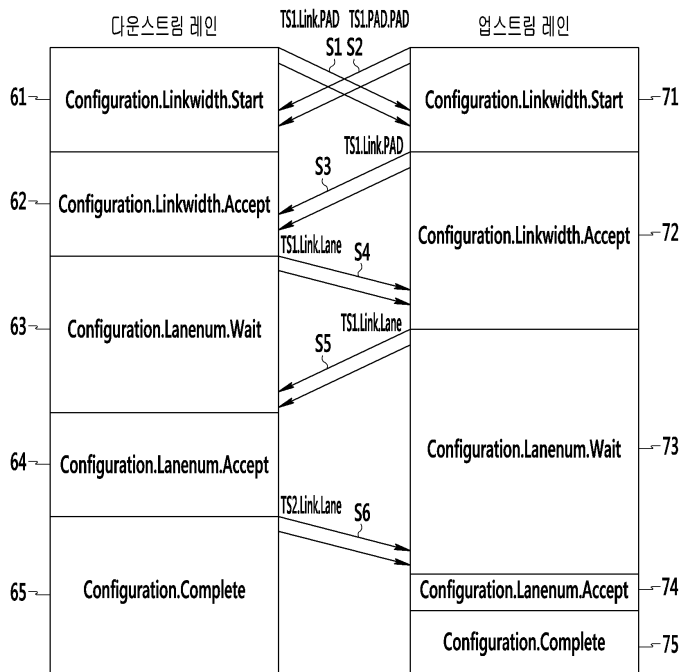 다운스트림 레인
TS1.Link.PAD
TS1.PAD.PAD
업스트림 레인
S1
S2
61
Configuration.Linkwidth.Start
Configuration.Linkwidth.Start
71
TS1.Link.PAD
S3
62
Configuration.Linkwidth.Accept
Configuration.Linkwidth.Accept
72
TS1.Link.Lane
S4
63
Configuration.Lanenum.Wait
TS1.Link.Lane
S5
Configuration.Lanenum.Wait
73
64
Configuration.Lanenum.Accept
TS2.Link.Lane
S6
65
Configuration.Complete
Configuration.Lanenum.Accept
74
Configuration.Complete
75